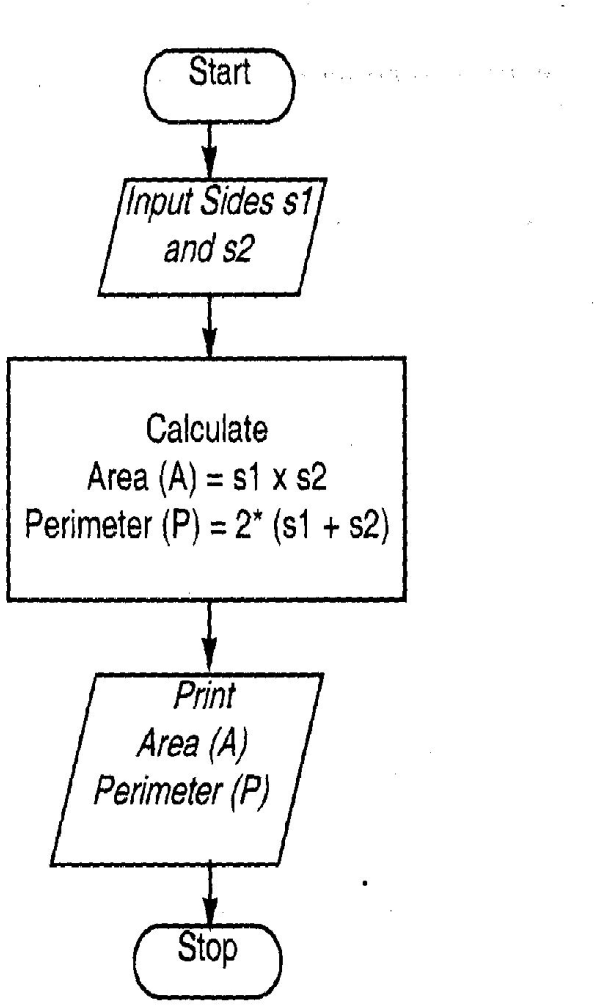 Start
Input Sides s1
and s2
Calculate
Area (A) = s1 x s2
Perimeter (P) = 2* (s1 + s2)
Print
Area (A)
Perimeter (P)
Stop